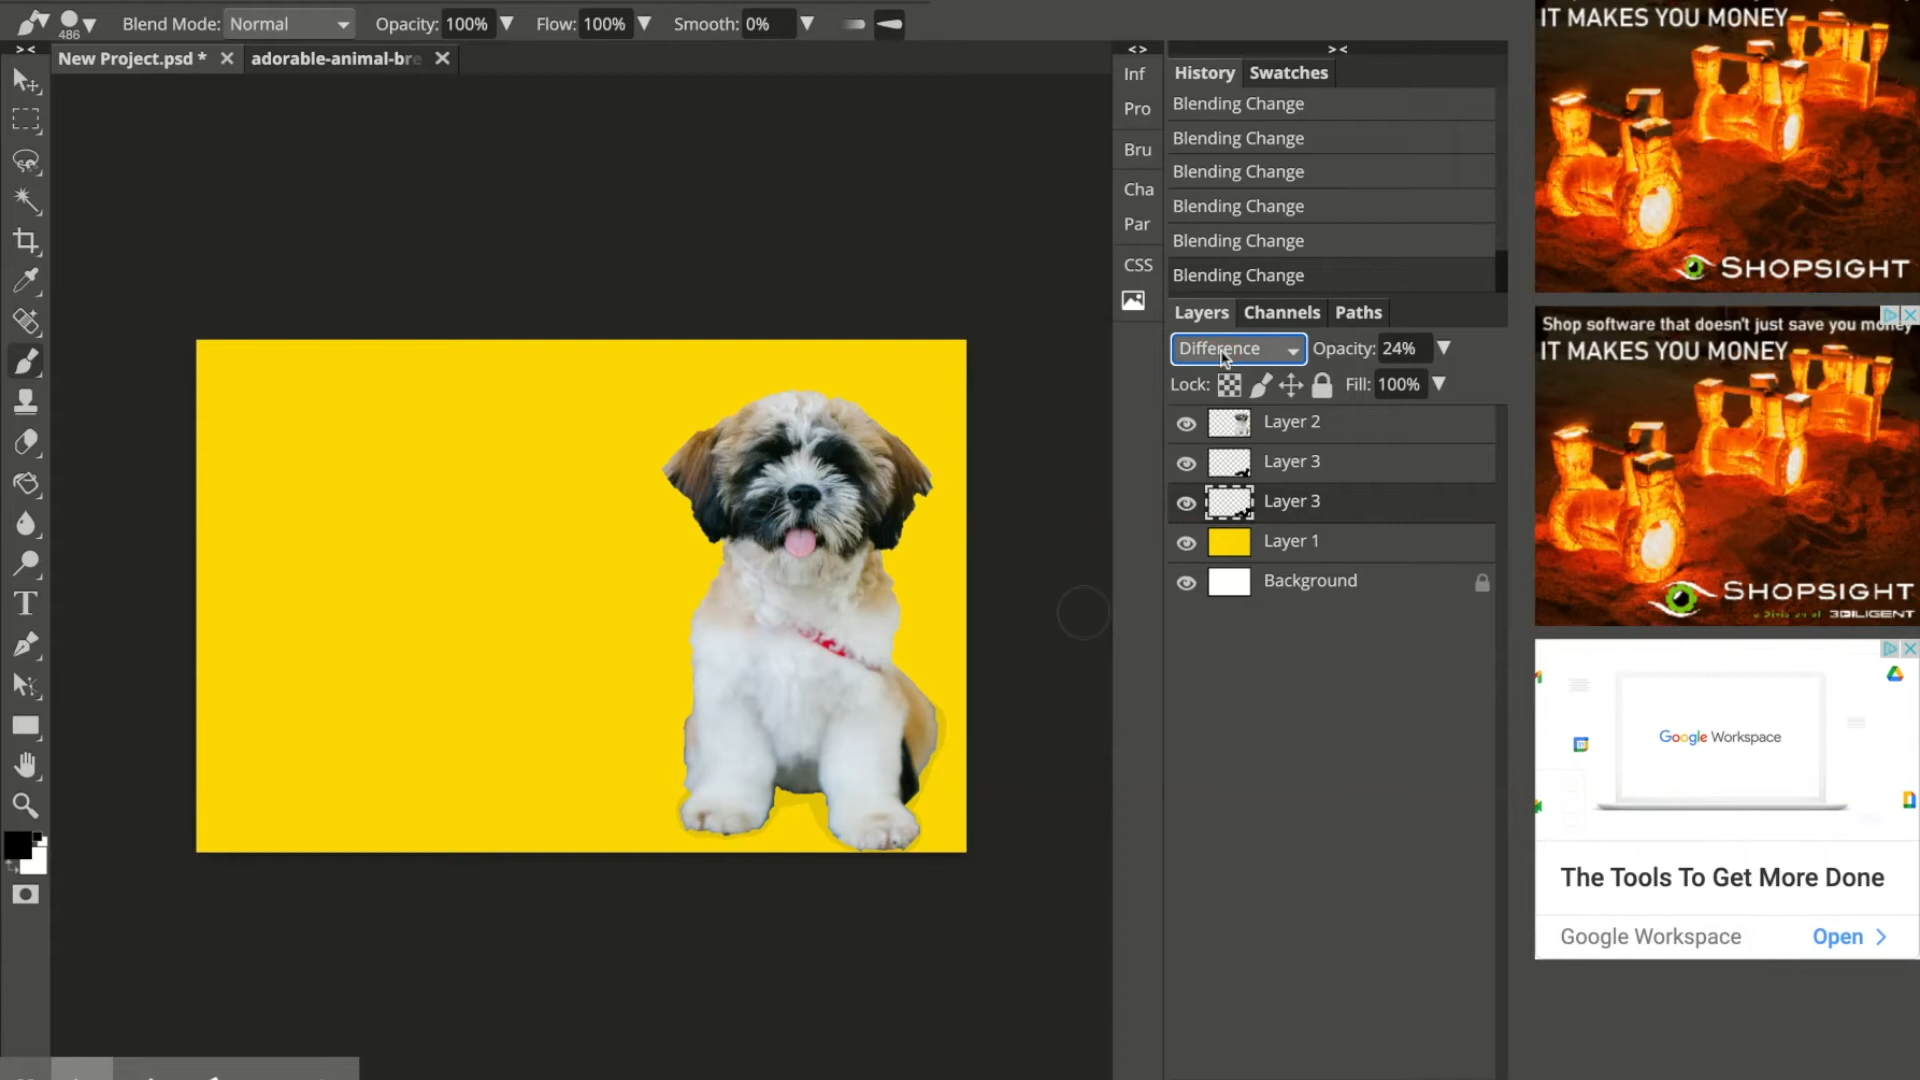 Blend Mode: Normal Opacity: 100% Flow: 100% Smooth: 0%
486
New Project.psd * adorable-animal-bre
Inf
Pro
Bru
Cha
Par
CSS
History Swatches
Blending Change
Blending Change
Blending Change
Blending Change
Blending Change
Blending Change
Layers Channels Paths
Difference Opacity: 24%
Lock: Fill: 100%
Layer 2
Layer 3
Layer 3
Layer 1
Background
IT MAKES YOU MONEY
SHOPSIGHT
Shop software that doesn't just save you money
IT MAKES YOU MONEY
SHOPSIGHT
a Division of 3DILIGENT
Google Workspace
The Tools To Get More Done
Google Workspace Open